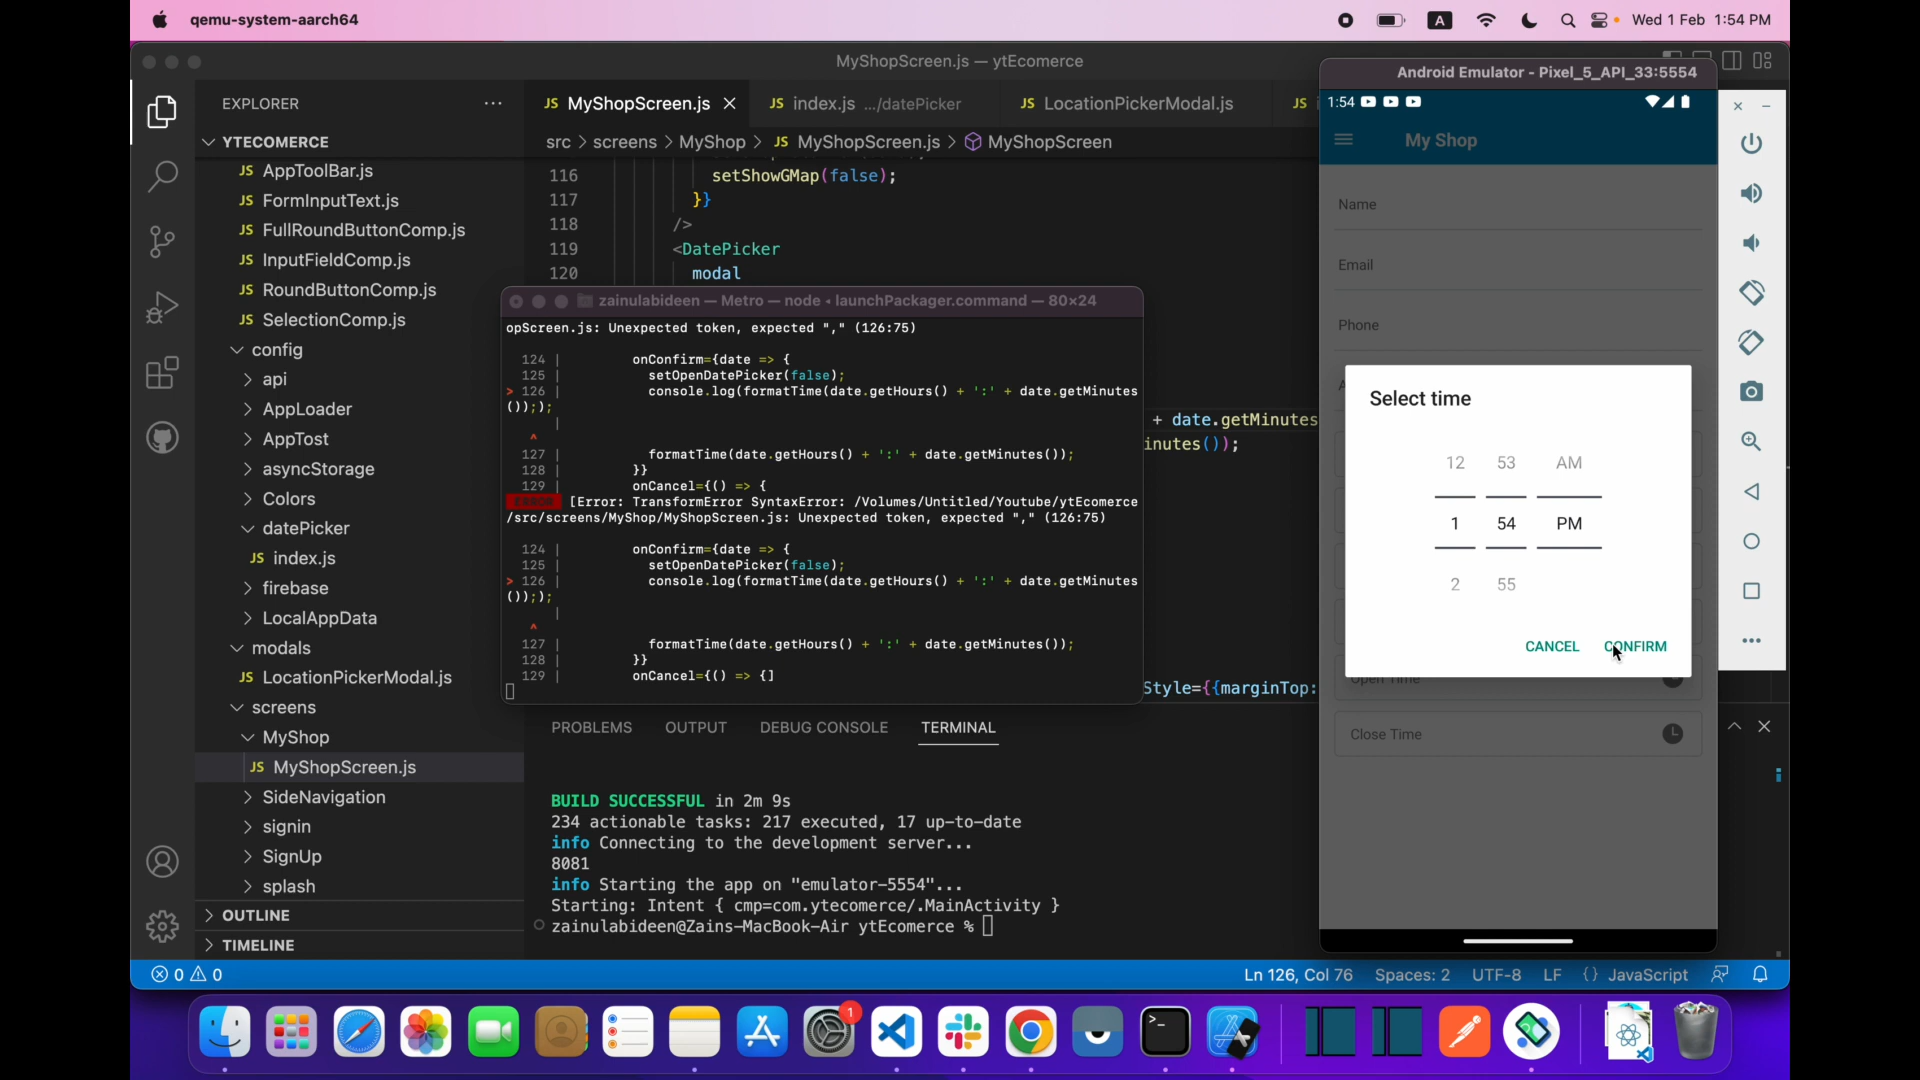 qemu-system-aarch64
A
Wed 1 Feb 1:54 PM
MyShopScreen.js — ytEcomerce
EXPLORER
YTECOMERCE
JS AppToolBar.js
JS FormInputText.js
JS FullRoundButtonComp.js
JS InputFieldComp.js
JS RoundButtonComp.js
JS SelectionComp.js
config
api
AppLoader
AppTost
asyncStorage
Colors
datePicker
JS index.js
firebase
LocalAppData
modals
JS LocationPickerModal.js
screens
MyShop
JS MyShopScreen.js
SideNavigation
signin
SignUp
splash
OUTLINE
TIMELINE
JS MyShopScreen.js
JS index.js .../datePicker
JS LocationPickerModal.js
JS
src > screens > MyShop > JS MyShopScreen.js > MyShopScreen
116 setShowGMap(false);
117 }}
118 />
119 <DatePicker
120 modal
+ date.getMinutes
inutes());
Style={{marginTop:
zainulabideen — Metro — node ◂ launchPackager.command — 80×24
opScreen.js: Unexpected token, expected "," (126:75)
124 | onConfirm={date => {
125 | setOpenDatePicker(false);
> 126 | console.log(formatTime(date.getHours() + ':' + date.getMinutes
()););
|
^
127 | formatTime(date.getHours() + ':' + date.getMinutes());
128 | }}
129 | onCancel={() => {
ERROR [Error: TransformError SyntaxError: /Volumes/Untitled/Youtube/ytEcomerce
/src/screens/MyShop/MyShopScreen.js: Unexpected token, expected "," (126:75)
124 | onConfirm={date => {
125 | setOpenDatePicker(false);
> 126 | console.log(formatTime(date.getHours() + ':' + date.getMinutes
()););
|
^
127 | formatTime(date.getHours() + ':' + date.getMinutes());
128 | }}
129 | onCancel={() => {]
PROBLEMS OUTPUT DEBUG CONSOLE TERMINAL
BUILD SUCCESSFUL in 2m 9s
234 actionable tasks: 217 executed, 17 up-to-date
info Connecting to the development server...
8081
info Starting the app on "emulator-5554"...
Starting: Intent { cmp=com.ytecomerce/.MainActivity }
zainulabideen@Zains-MacBook-Air ytEcomerce %
Android Emulator - Pixel_5_API_33:5554
1:54
My Shop
Name
Email
Phone
A
Select time
12 53 AM
1 54 PM
2 55
CANCEL CONFIRM
Open Time
Close Time
0 0
Ln 126, Col 76 Spaces: 2 UTF-8 LF {} JavaScript
1